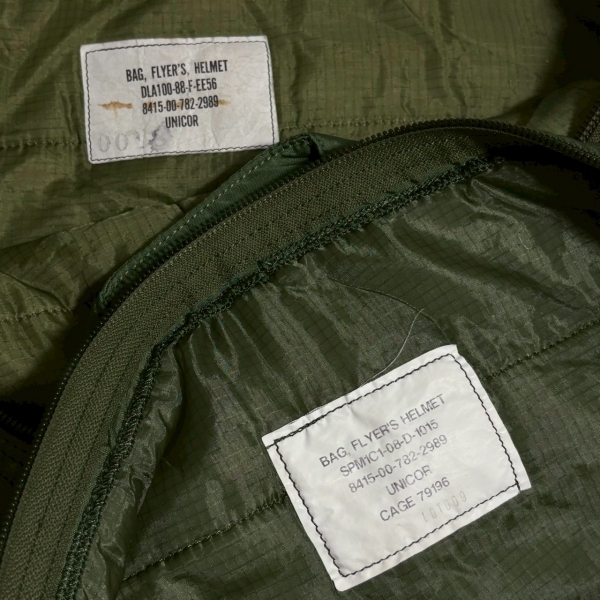 BAG, FLYER'S, HELMET
DLA100-88-F-EE56
8415-00-782-2989
UNICOR
BAG, FLYER'S HELMET
SPM1C1-08-D-1015
8415-00-782-2989
UNICOR
CAGE 79196